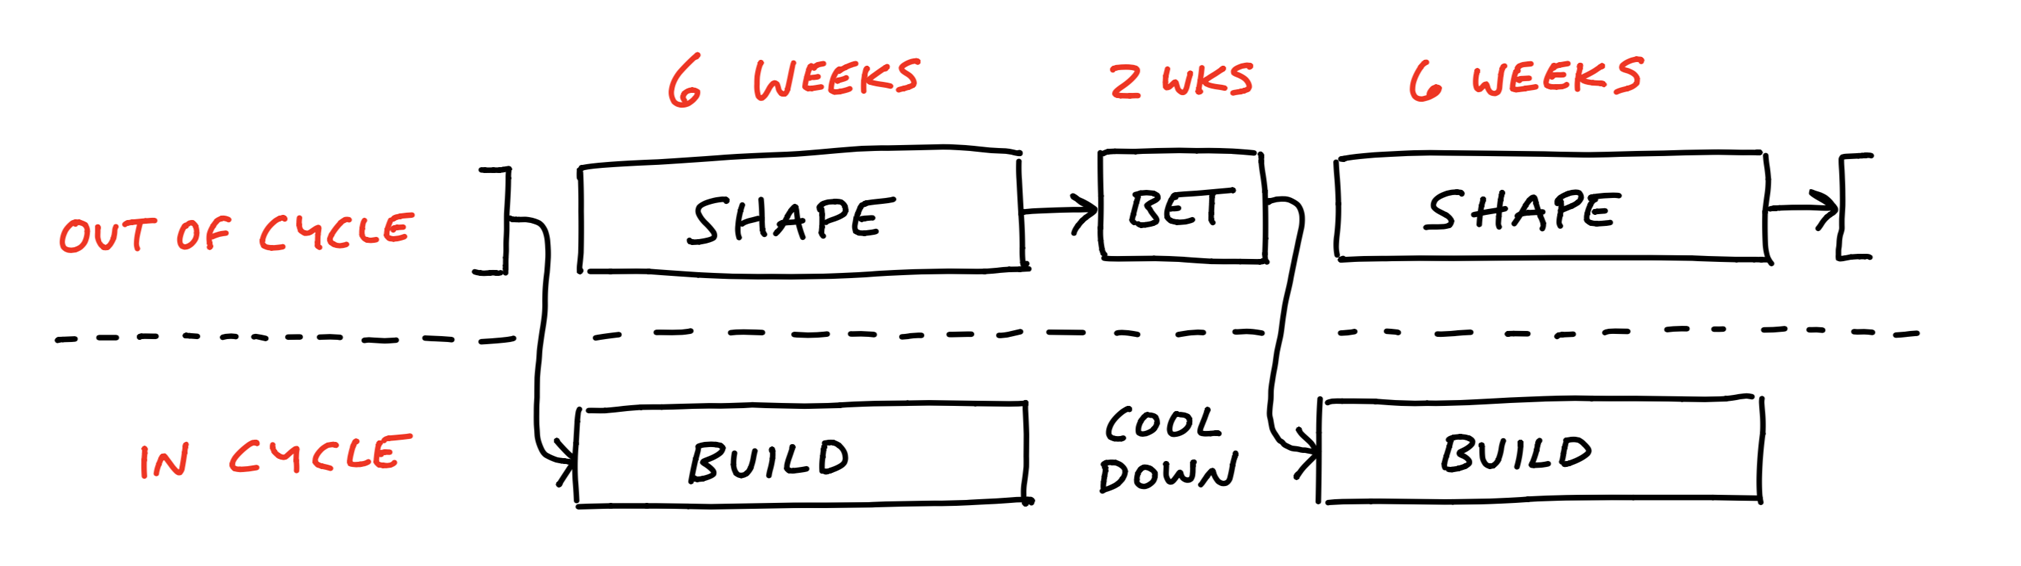 6 WEEKS 2 WKS 6 WEEKS
OUT OF CYCLE SHAPE BET SHAPE
IN CYCLE BUILD COOL DOWN BUILD